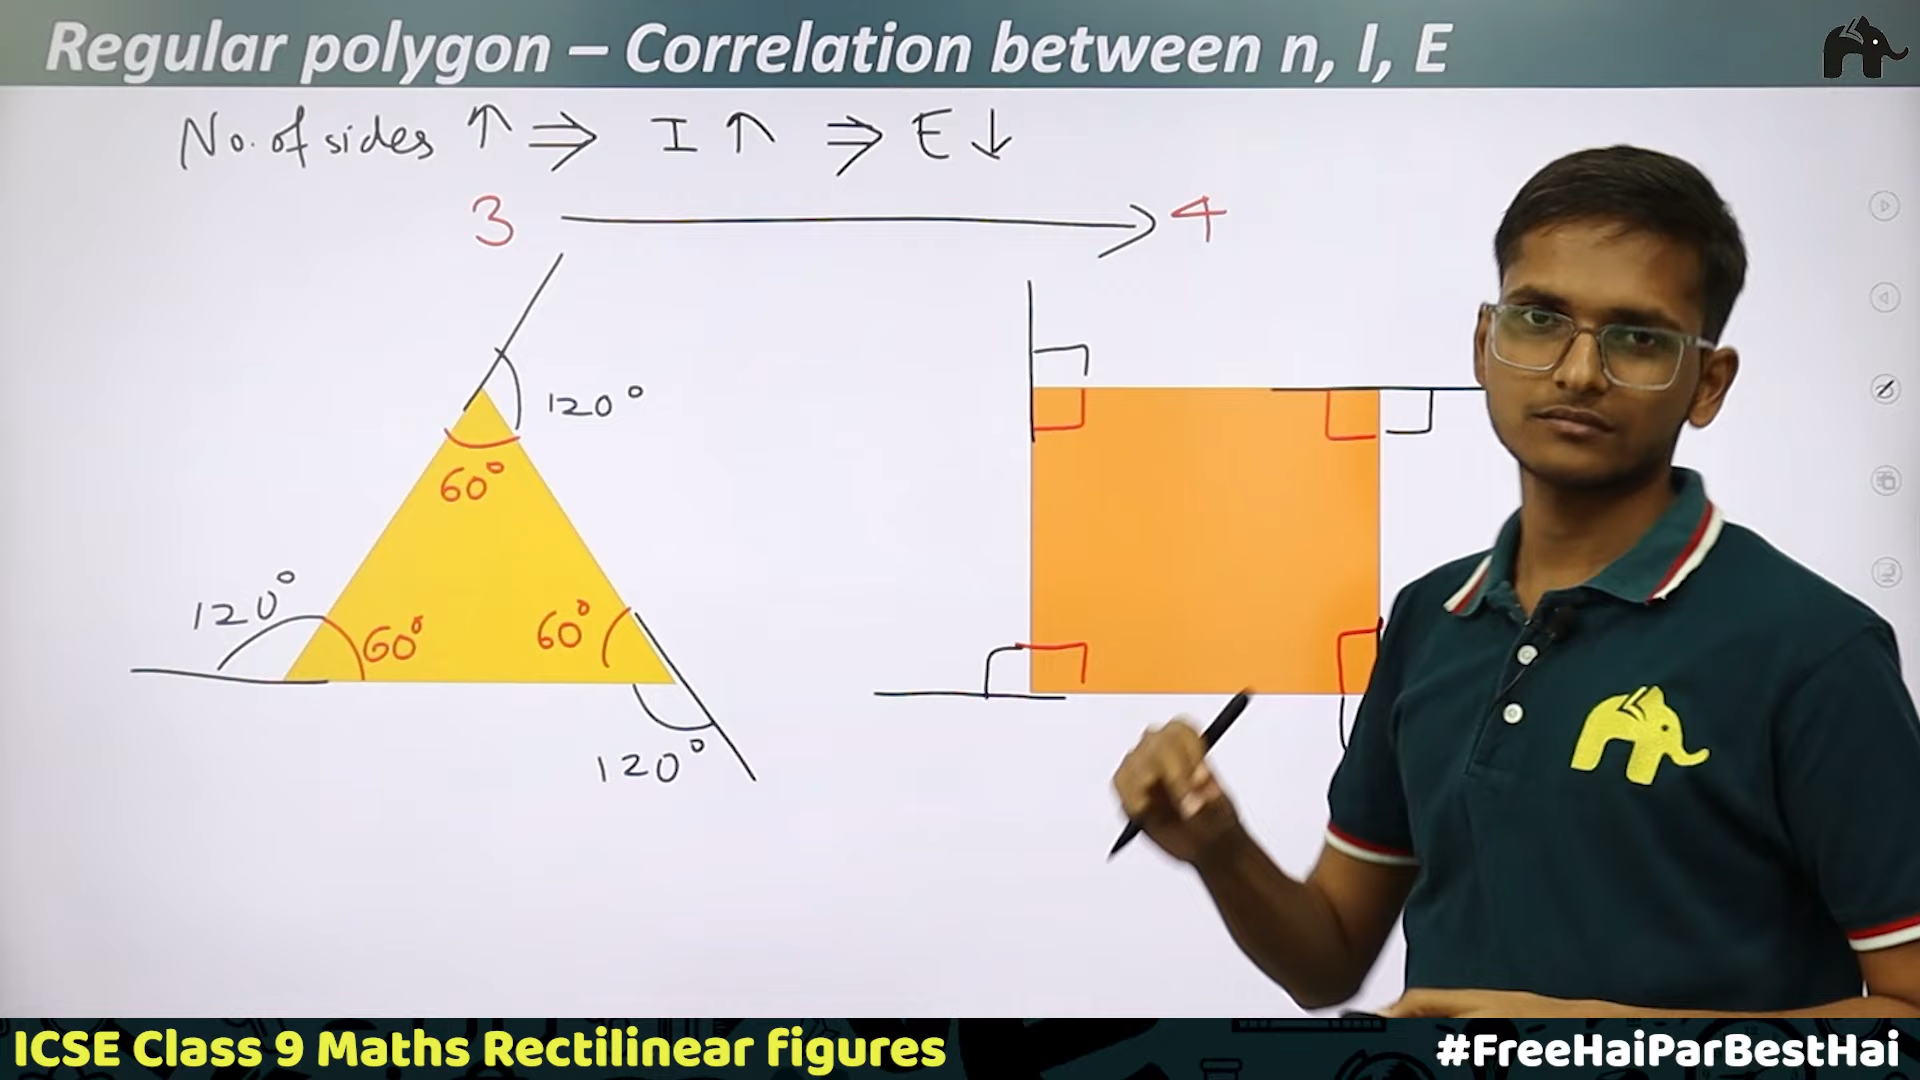 Regular polygon – Correlation between n, I, E
No. of sides ↑ ⇒ I ↑ ⇒ E ↓
3 → 4
120°
60°
120°
60°
60°
120°
ICSE Class 9 Maths Rectilinear figures
#FreeHaiParBestHai